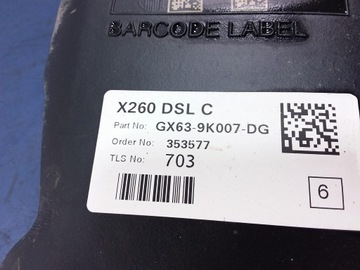 BARCODE LABEL
X260 DSL C
Part No: GX63-9K007-DG
Order No: 353577
TLS No: 703
6